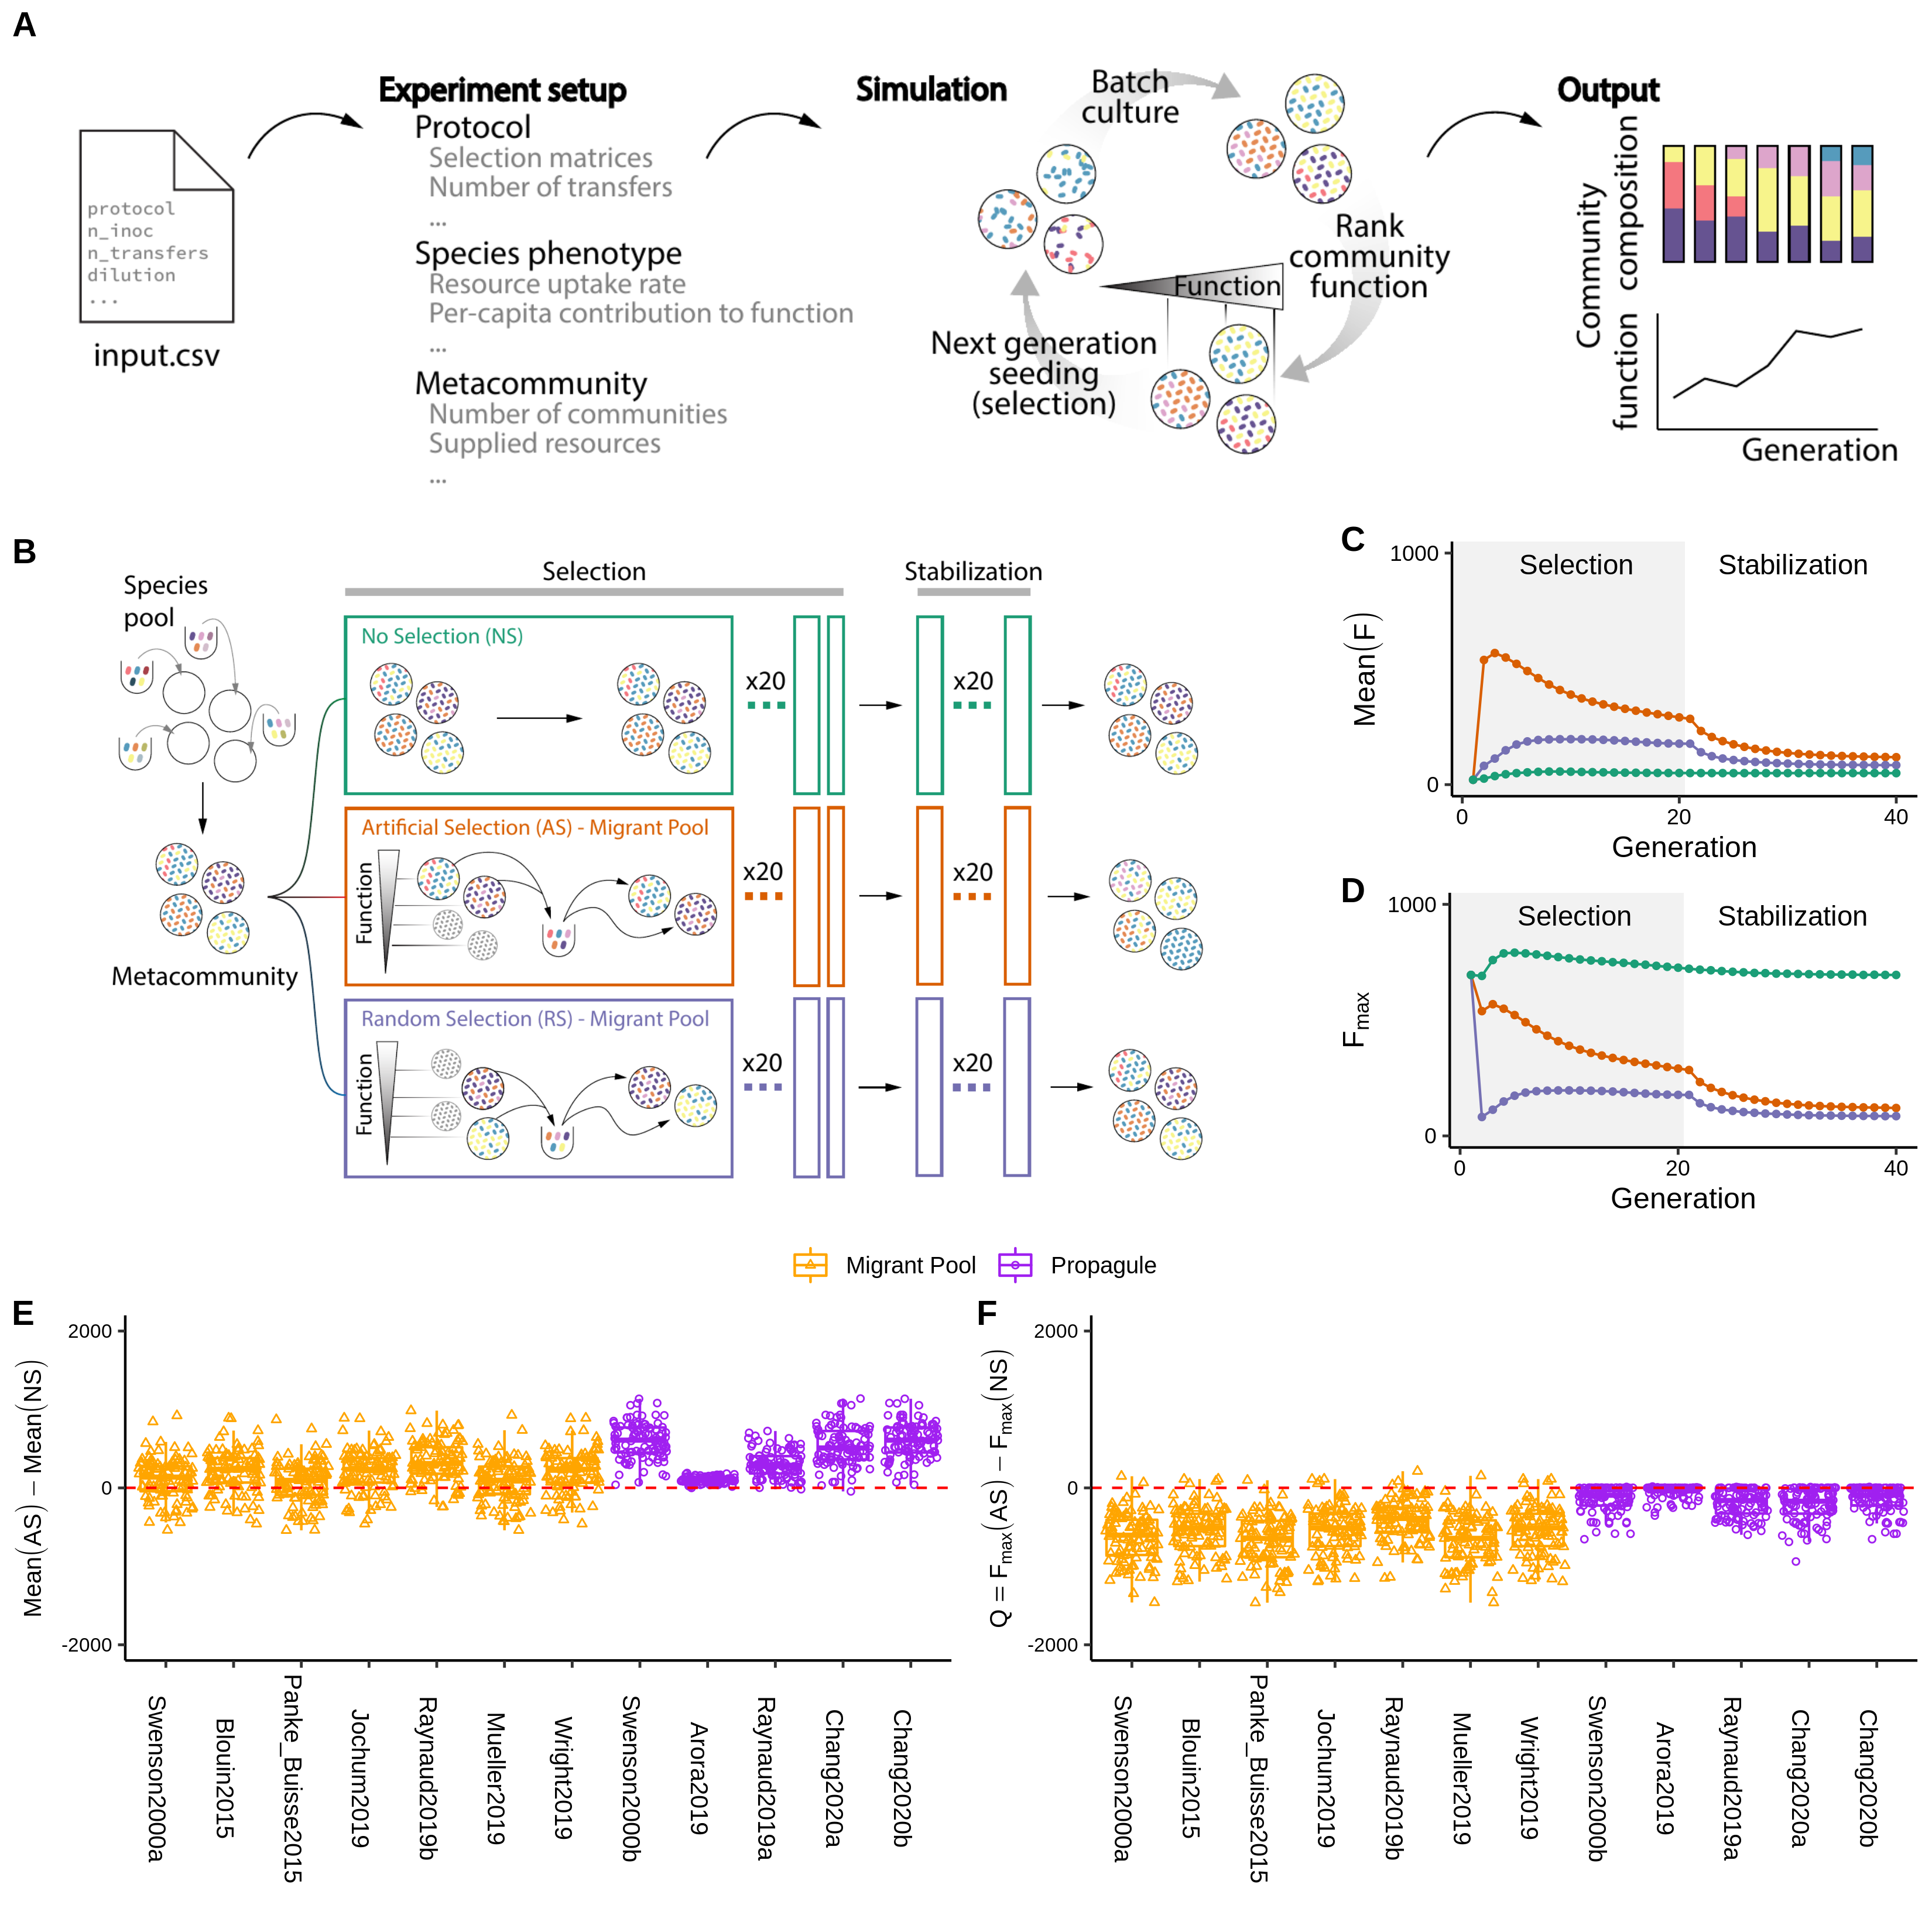 A
protocol
n_inoc
n_transfers
dilution
...
input.csv
Experiment setup
Protocol
Selection matrices
Number of transfers
...
Species phenotype
Resource uptake rate
Per-capita contribution to function
...
Metacommunity
Number of communities
Supplied resources
...
Simulation
Batch
culture
Rank
community
function
Function
Next generation
seeding
(selection)
Output
Community
composition
function
Generation
B
Species
pool
Metacommunity
Selection
Stabilization
No Selection (NS)
x20
x20
Artificial Selection (AS) - Migrant Pool
Function
x20
x20
Random Selection (RS) - Migrant Pool
Function
x20
x20
C
Mean(F)
1000
0
Selection
Stabilization
0
20
40
Generation
D
Fmax
1000
0
Selection
Stabilization
0
20
40
Generation
Migrant Pool
Propagule
E
Mean(AS) − Mean(NS)
2000
0
-2000
Swenson2000a
Blouin2015
Panke_Buisse2015
Jochum2019
Raynaud2019b
Mueller2019
Wright2019
Swenson2000b
Arora2019
Raynaud2019a
Chang2020a
Chang2020b
F
Q = Fmax(AS) − Fmax(NS)
2000
0
-2000
Swenson2000a
Blouin2015
Panke_Buisse2015
Jochum2019
Raynaud2019b
Mueller2019
Wright2019
Swenson2000b
Arora2019
Raynaud2019a
Chang2020a
Chang2020b